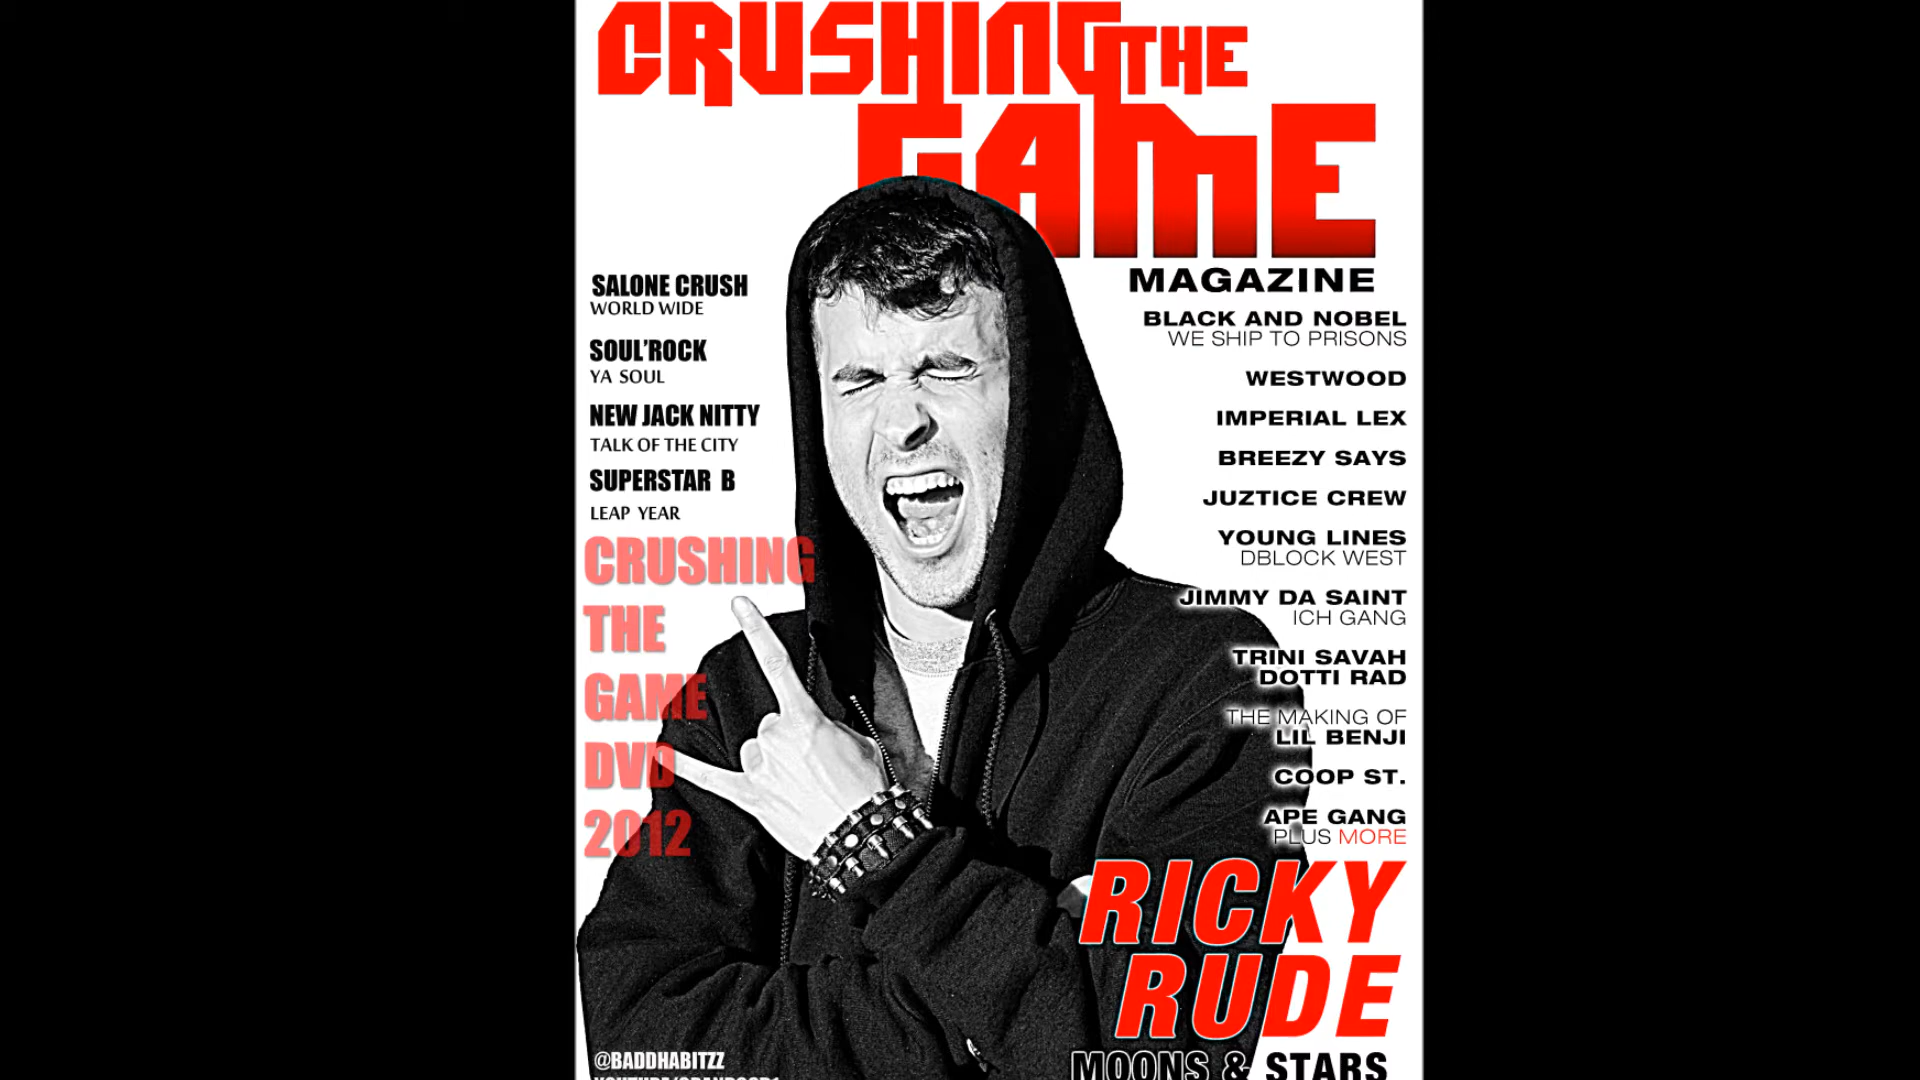 CRUSHING THE
GAME
MAGAZINE
SALONE CRUSH
WORLD WIDE
SOUL'ROCK
YA SOUL
NEW JACK NITTY
TALK OF THE CITY
SUPERSTAR B
LEAP YEAR
CRUSHING
THE
GAME
DVD
2012
@BADDHABITZZ
BLACK AND NOBEL
WE SHIP TO PRISONS
WESTWOOD
IMPERIAL LEX
BREEZY SAYS
JUZTICE CREW
YOUNG LINES
DBLOCK WEST
JIMMY DA SAINT
ICH GANG
TRINI SAVAH
DOTTI RAD
THE MAKING OF
LIL BENJI
COOP ST.
APE GANG
PLUS MORE
RICKY
RUDE
MOONS & STARS